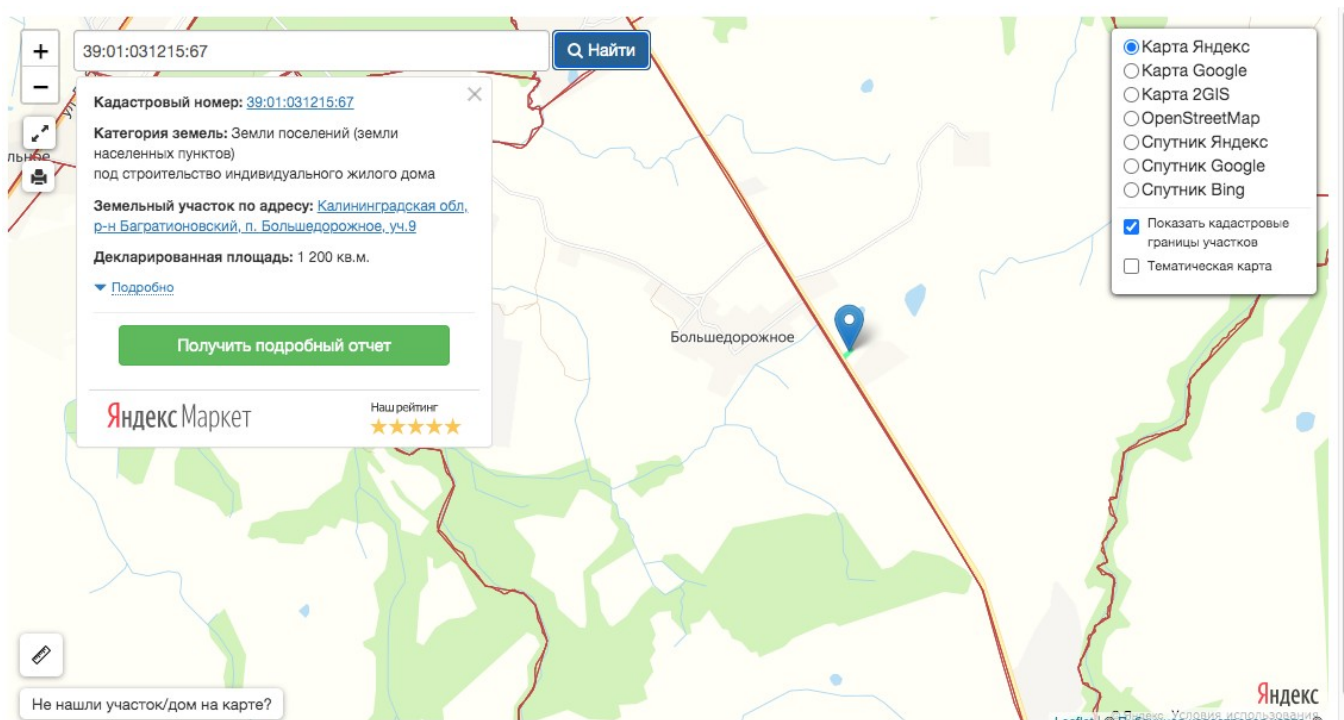 +
39:01:031215:67
Найти
−
Кадастровый номер: 39:01:031215:67
Категория земель: Земли поселений (земли
населенных пунктов)
под строительство индивидуального жилого дома
Земельный участок по адресу: Калининградская обл,
р-н Багратионовский, п. Большедорожное, уч.9
Декларированная площадь: 1 200 кв.м.
Подробно
Получить подробный отчет
Яндекс Маркет
Наш рейтинг
Карта Яндекс
Карта Google
Карта 2GIS
OpenStreetMap
Спутник Яндекс
Спутник Google
Спутник Bing
Показать кадастровые
границы участков
Тематическая карта
Большедорожное
Не нашли участок/дом на карте?
Яндекс
Условия использования